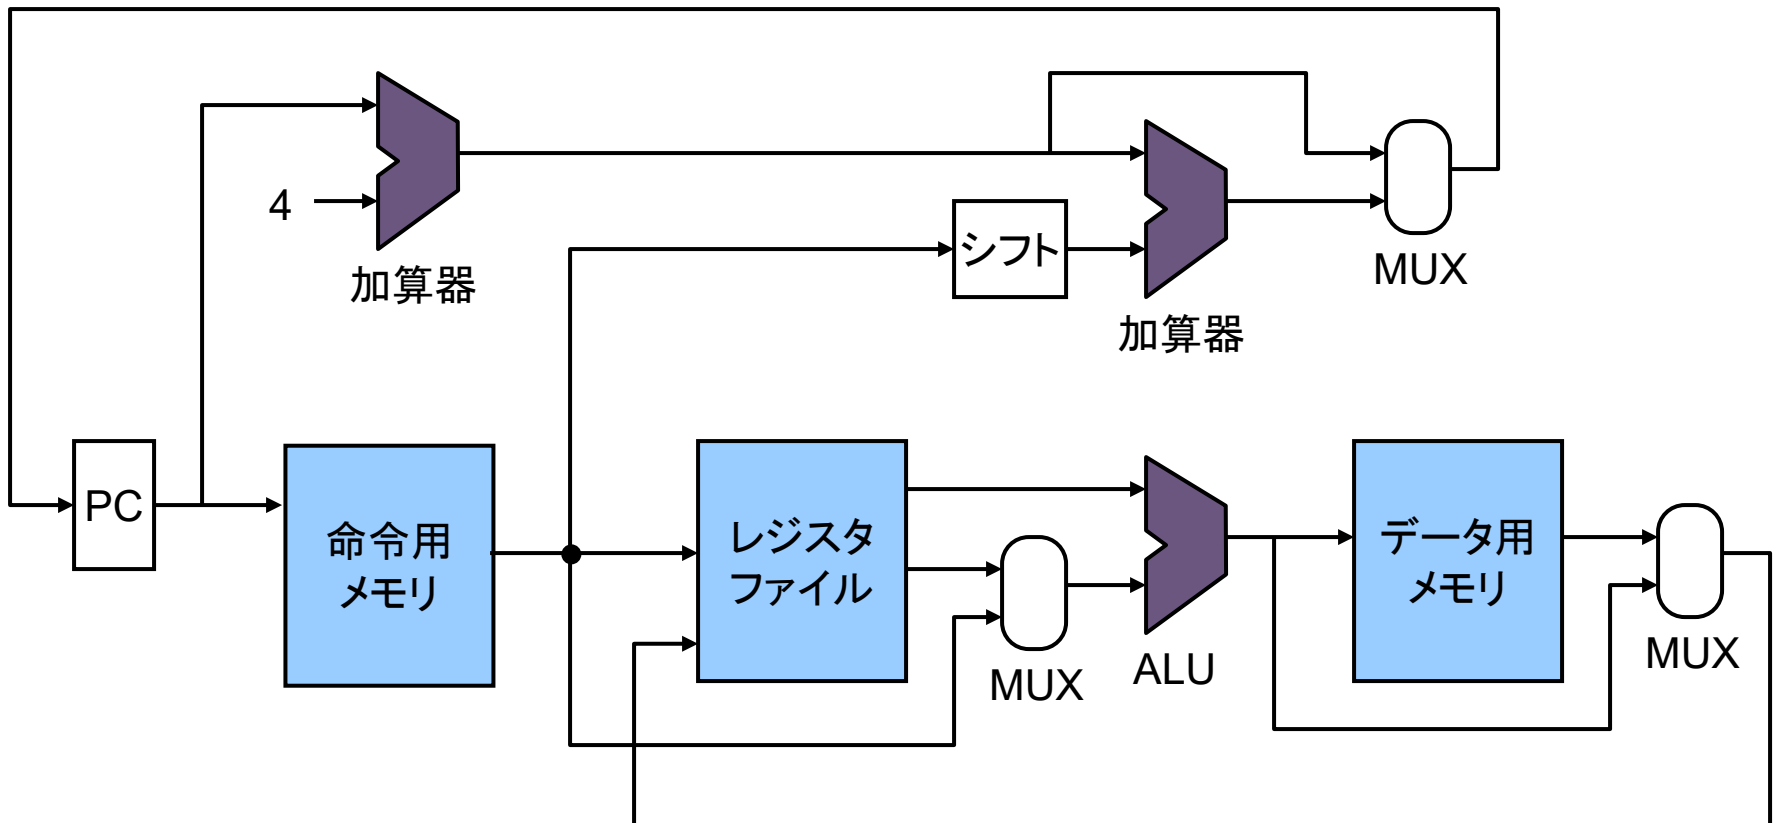 4
加算器
シフト
MUX
加算器
PC
命令用
メモリ
レジスタ
ファイル
MUX
ALU
データ用
メモリ
MUX